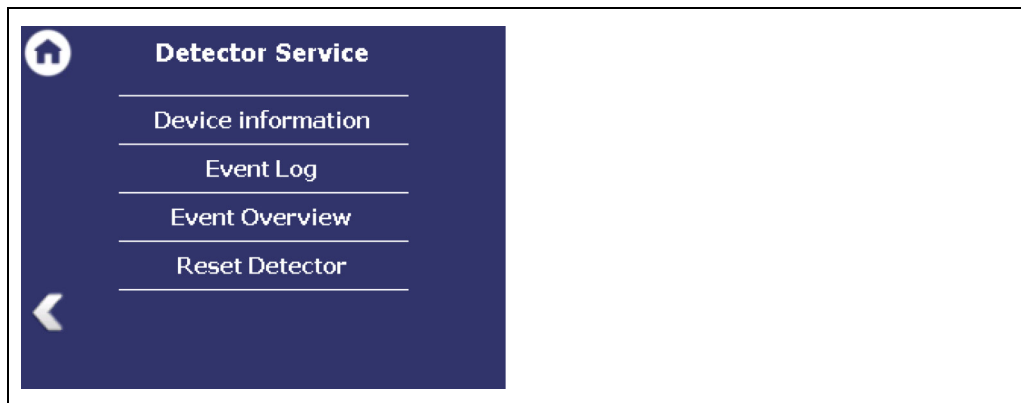 Detector Service
Device information
Event Log
Event Overview
Reset Detector